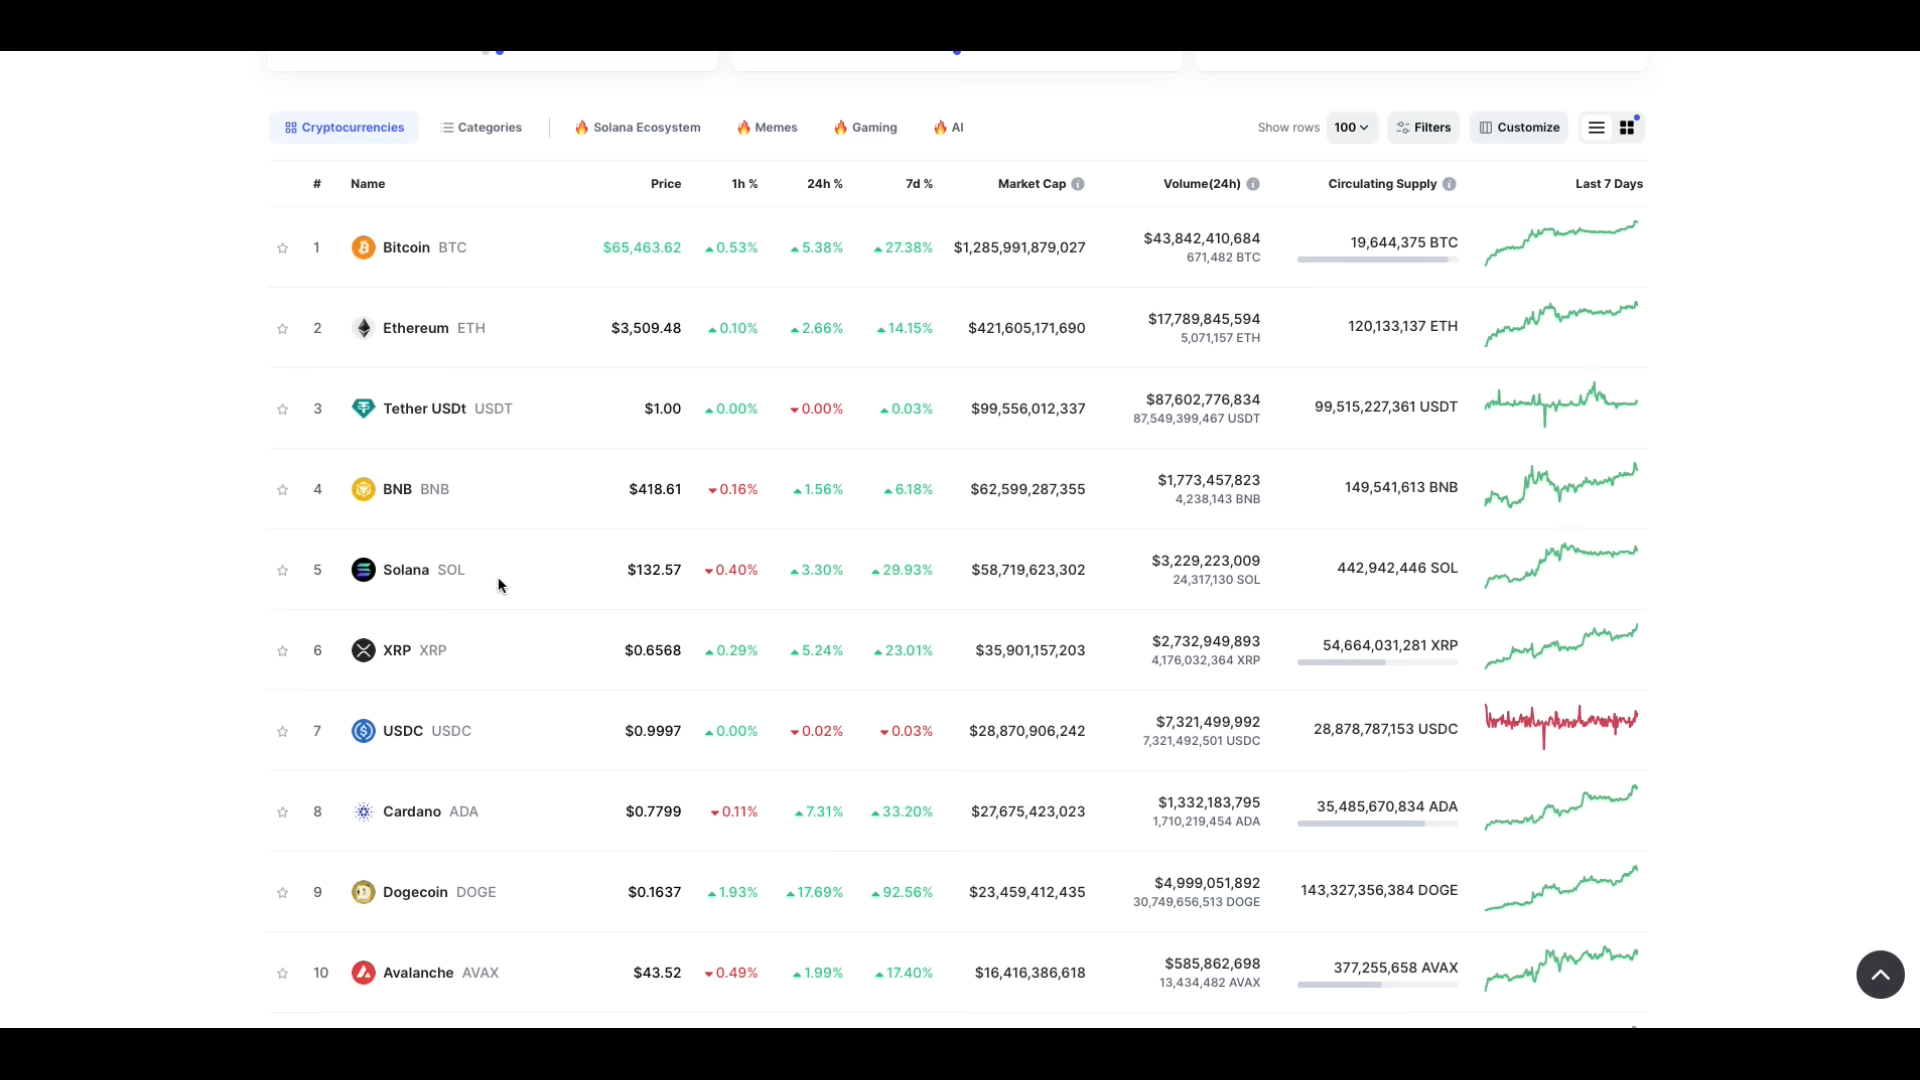 Cryptocurrencies Categories Solana Ecosystem Memes Gaming AI Show rows 100 Filters Customize
# Name Price 1h % 24h % 7d % Market Cap Volume(24h) Circulating Supply Last 7 Days
1 Bitcoin BTC $65,463.62 0.53% 5.38% 27.38% $1,285,991,879,027 $43,842,410,684 19,644,375 BTC
671,482 BTC
2 Ethereum ETH $3,509.48 0.10% 2.66% 14.15% $421,605,171,690 $17,789,845,594 120,133,137 ETH
5,071,157 ETH
3 Tether USDt USDT $1.00 0.00% 0.00% 0.03% $99,556,012,337 $87,602,776,834 99,515,227,361 USDT
87,549,399,467 USDT
4 BNB BNB $418.61 0.16% 1.56% 6.18% $62,599,287,355 $1,773,457,823 149,541,613 BNB
4,238,143 BNB
5 Solana SOL $132.57 0.40% 3.30% 29.93% $58,719,623,302 $3,229,223,009 442,942,446 SOL
24,317,130 SOL
6 XRP XRP $0.6568 0.29% 5.24% 23.01% $35,901,157,203 $2,732,949,893 54,664,031,281 XRP
4,176,032,364 XRP
7 USDC USDC $0.9997 0.00% 0.02% 0.03% $28,870,906,242 $7,321,499,992 28,878,787,153 USDC
7,321,492,501 USDC
8 Cardano ADA $0.7799 0.11% 7.31% 33.20% $27,675,423,023 $1,332,183,795 35,485,670,834 ADA
1,710,219,454 ADA
9 Dogecoin DOGE $0.1637 1.93% 17.69% 92.56% $23,459,412,435 $4,999,051,892 143,327,356,384 DOGE
30,749,656,513 DOGE
10 Avalanche AVAX $43.52 0.49% 1.99% 17.40% $16,416,386,618 $585,862,698 377,255,658 AVAX
13,434,482 AVAX